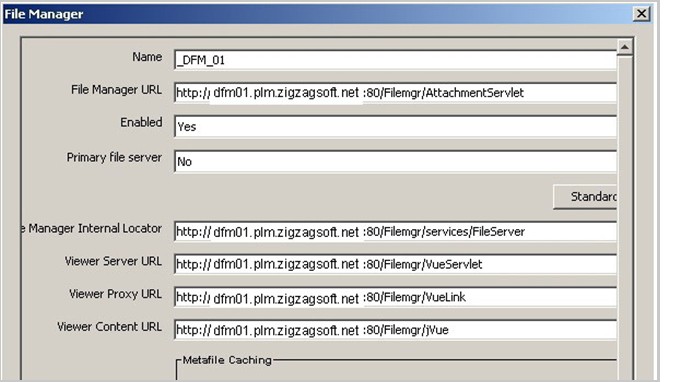 File Manager
Name _DFM_01
File Manager URL http://dfm01.plm.zigzagsoft.net :80/Filemgr/AttachmentServlet
Enabled Yes
Primary file server No
Standard
e Manager Internal Locator http://dfm01.plm.zigzagsoft.net :80/Filemgr/services/FileServer
Viewer Server URL http://dfm01.plm.zigzagsoft.net :80/Filemgr/VueServlet
Viewer Proxy URL http://dfm01.plm.zigzagsoft.net :80/Filemgr/VueLink
Viewer Content URL http://dfm01.plm.zigzagsoft.net :80/Filemgr/jVue
Metafile Caching